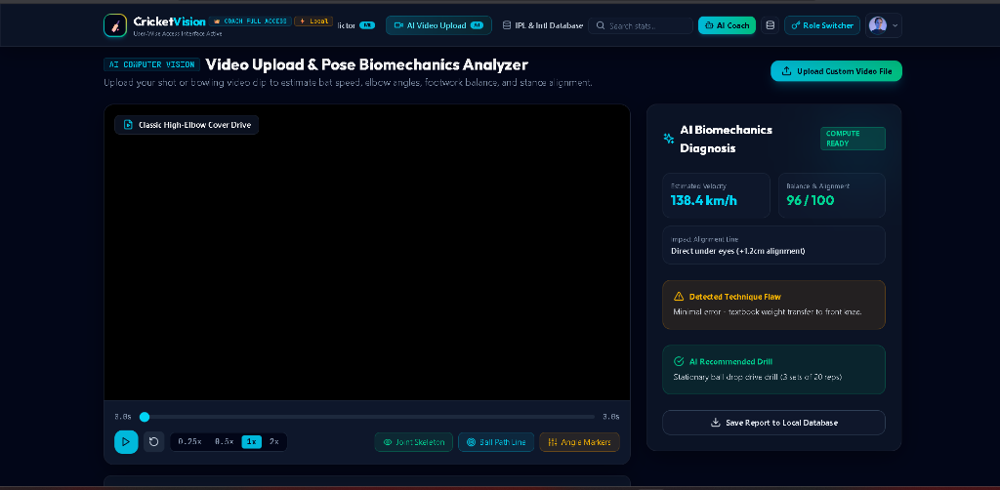 CricketVision COACH FULL ACCESS + Local
User-Wise Access Interface Active
lictor ML
AI Video Upload AI
IPL & Intl Database
Search stats...
AI Coach
Role Switcher
AI COMPUTER VISION Video Upload & Pose Biomechanics Analyzer
Upload your shot or bowling video clip to estimate bat speed, elbow angles, footwork balance, and stance alignment.
Upload Custom Video File
Classic High-Elbow Cover Drive
3.0s
0.25x 0.5x 1x 2x
Joint Skeleton
Ball Path Line
Angle Markers
AI Biomechanics
Diagnosis
COMPUTE
READY
Estimated Velocity
138.4 km/h
Balance & Alignment
96 / 100
Impact Alignment Line
Direct under eyes (+1.2cm alignment)
Detected Technique Flaw
Minimal error - textbook weight transfer to front knee.
AI Recommended Drill
Stationary ball drop drive drill (3 sets of 20 reps)
Save Report to Local Database